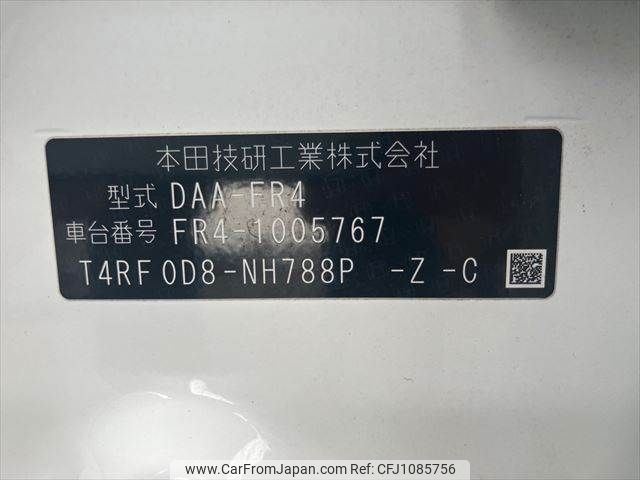 本田技研工業株式会社
型式 DAA-FR4
車台番号 FR4-1005767
T4RF0D8-NH788P -Z -C
www.CarFromJapan.com - CFJ1085756